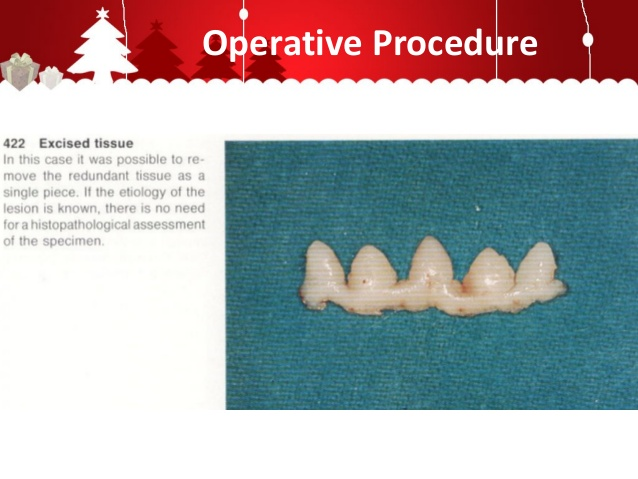 Operative Procedure
422 Excised tissue
In this case it was possible to re-
move the redundant tissue as a
single piece. If the etiology of the
lesion is known, there is no need
for a histopathological assessment
of the specimen.